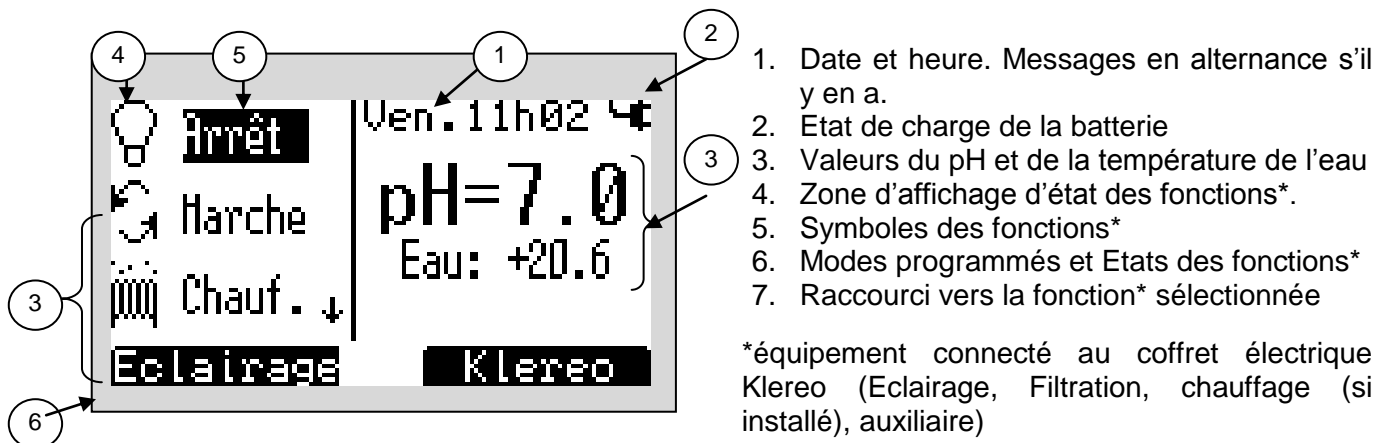 4
5
1
2
Arrêt
Ven.11h02
Marche
pH=7.0
3
Eau: +20.6
3
Chauf.
Eclairage
Klereo
6
1. Date et heure. Messages en alternance s'il
y en a.
2. Etat de charge de la batterie
3. Valeurs du pH et de la température de l'eau
4. Zone d'affichage d'état des fonctions*.
5. Symboles des fonctions*
6. Modes programmés et Etats des fonctions*
7. Raccourci vers la fonction* sélectionnée
*équipement connecté au coffret électrique
Klereo (Eclairage, Filtration, chauffage (si
installé), auxiliaire)